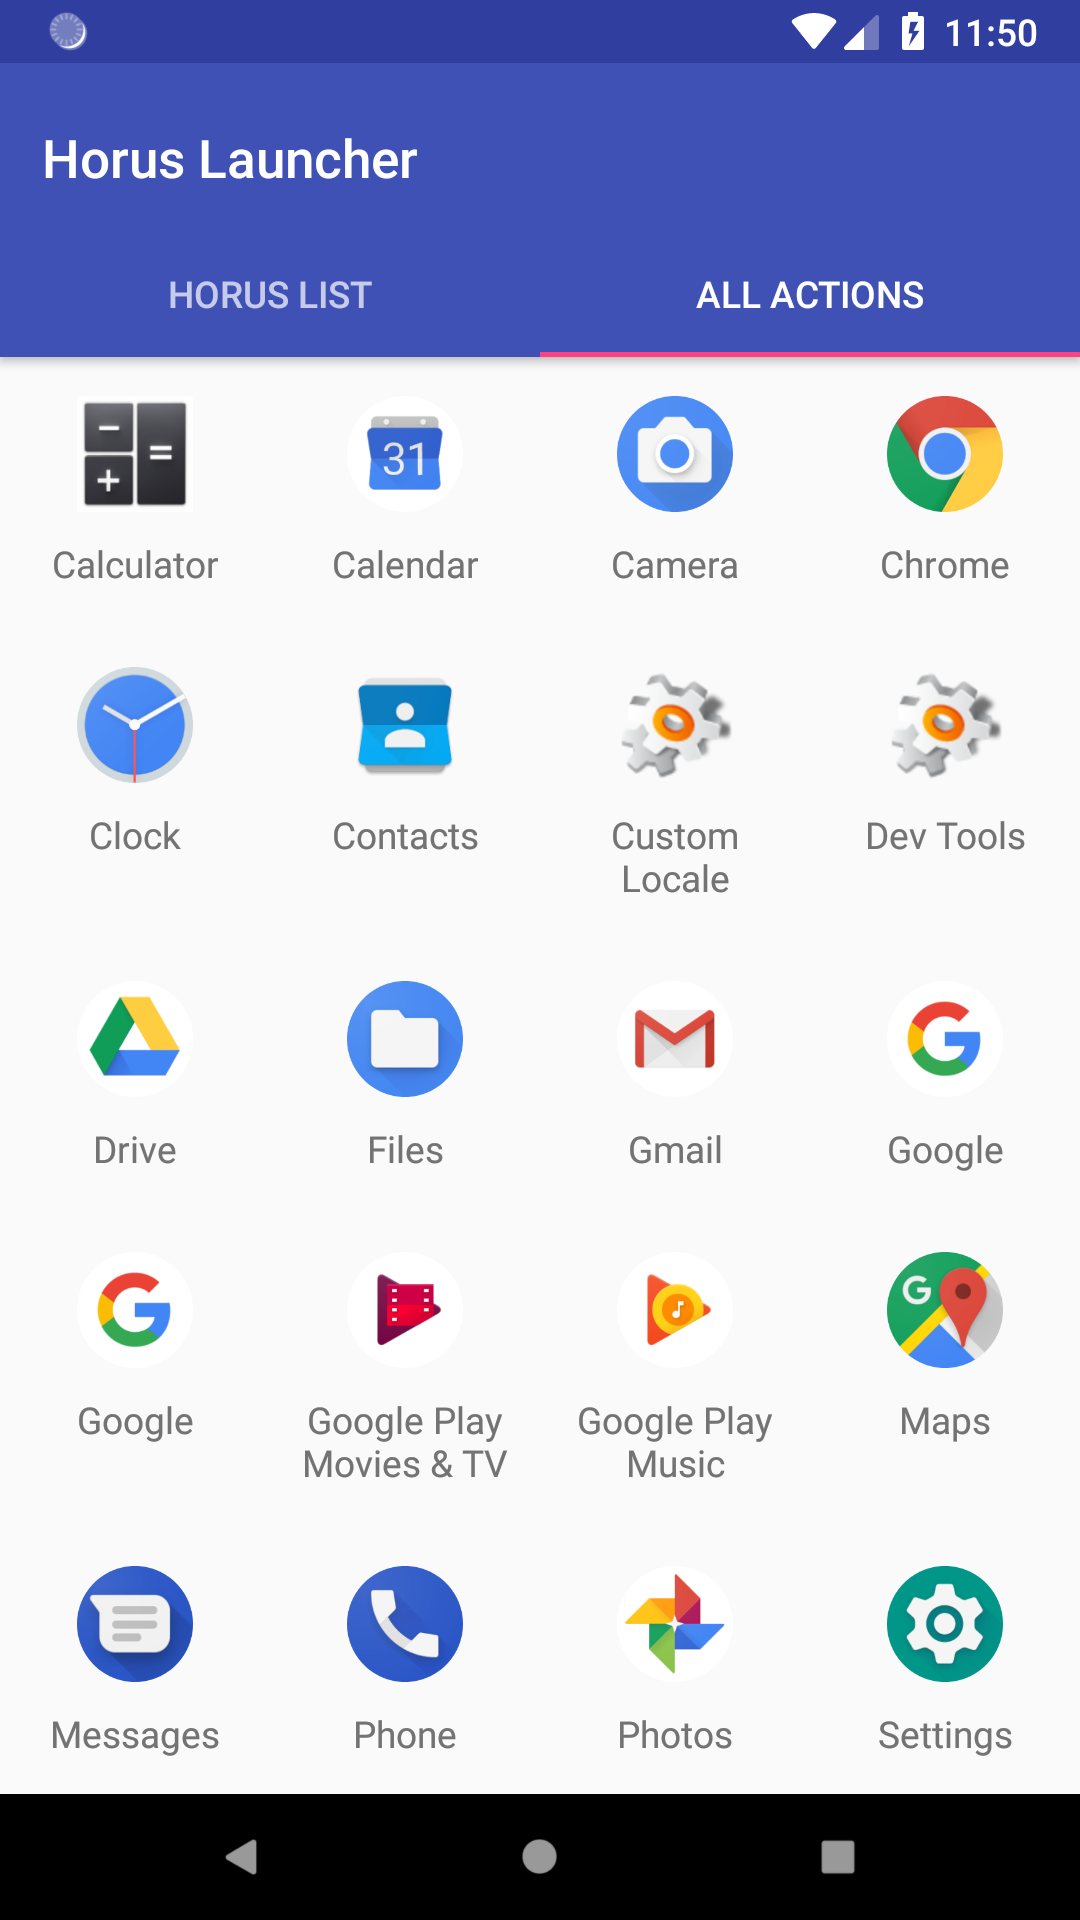 11:50
Horus Launcher
HORUS LIST
ALL ACTIONS
31
Calculator
Calendar
Camera
Chrome
Clock
Contacts
Custom
Locale
Dev Tools
Drive
Files
Gmail
Google
G
Google
Google Play
Movies & TV
Google Play
Music
Maps
Messages
Phone
Photos
Settings